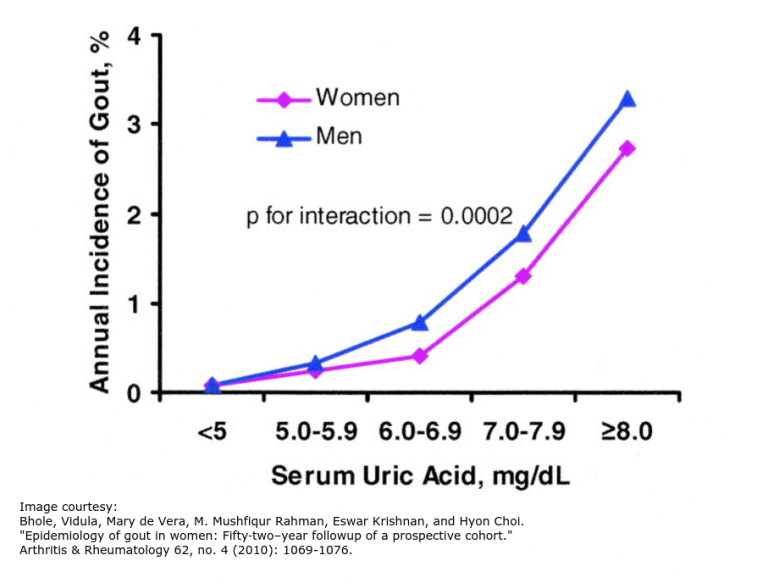 Annual Incidence of Gout, %
4
3
2
1
0
Women
Men
p for interaction = 0.0002
<5 5.0-5.9 6.0-6.9 7.0-7.9 ≥8.0
Serum Uric Acid, mg/dL
Image courtesy:
Bhole, Vidula, Mary de Vera, M. Mushfiqur Rahman, Eswar Krishnan, and Hyon Choi.
"Epidemiology of gout in women: Fifty-two–year followup of a prospective cohort."
Arthritis & Rheumatology 62, no. 4 (2010): 1069-1076.